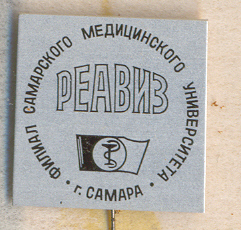 ФИЛИАЛ САМАРСКОГО МЕДИЦИНСКОГО УНИВЕРСИТЕТА
РЕАВИЗ
• г. САМАРА •